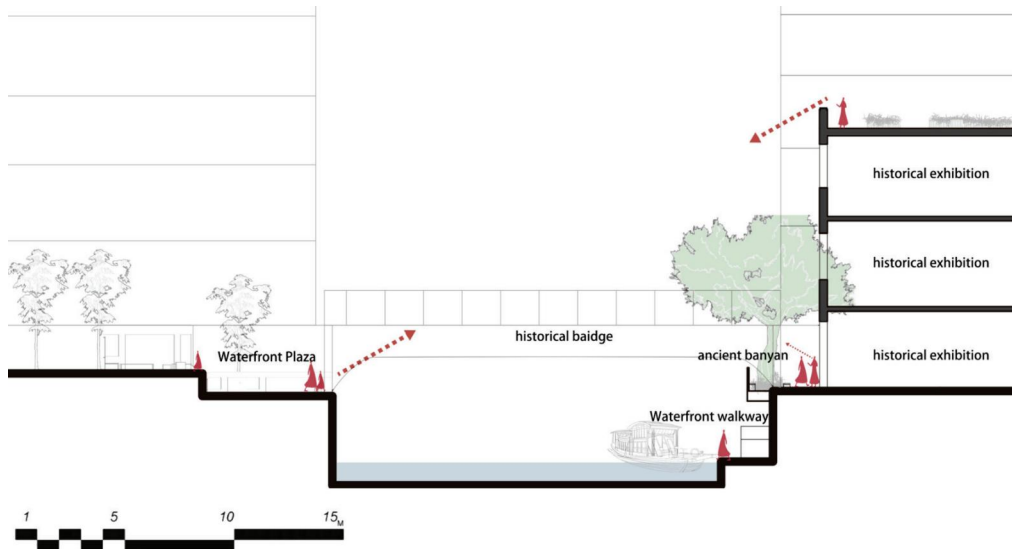 historical exhibition
historical exhibition
historical baidge
Waterfront Plaza
ancient banyan
historical exhibition
Waterfront walkway
1 5 10 15M